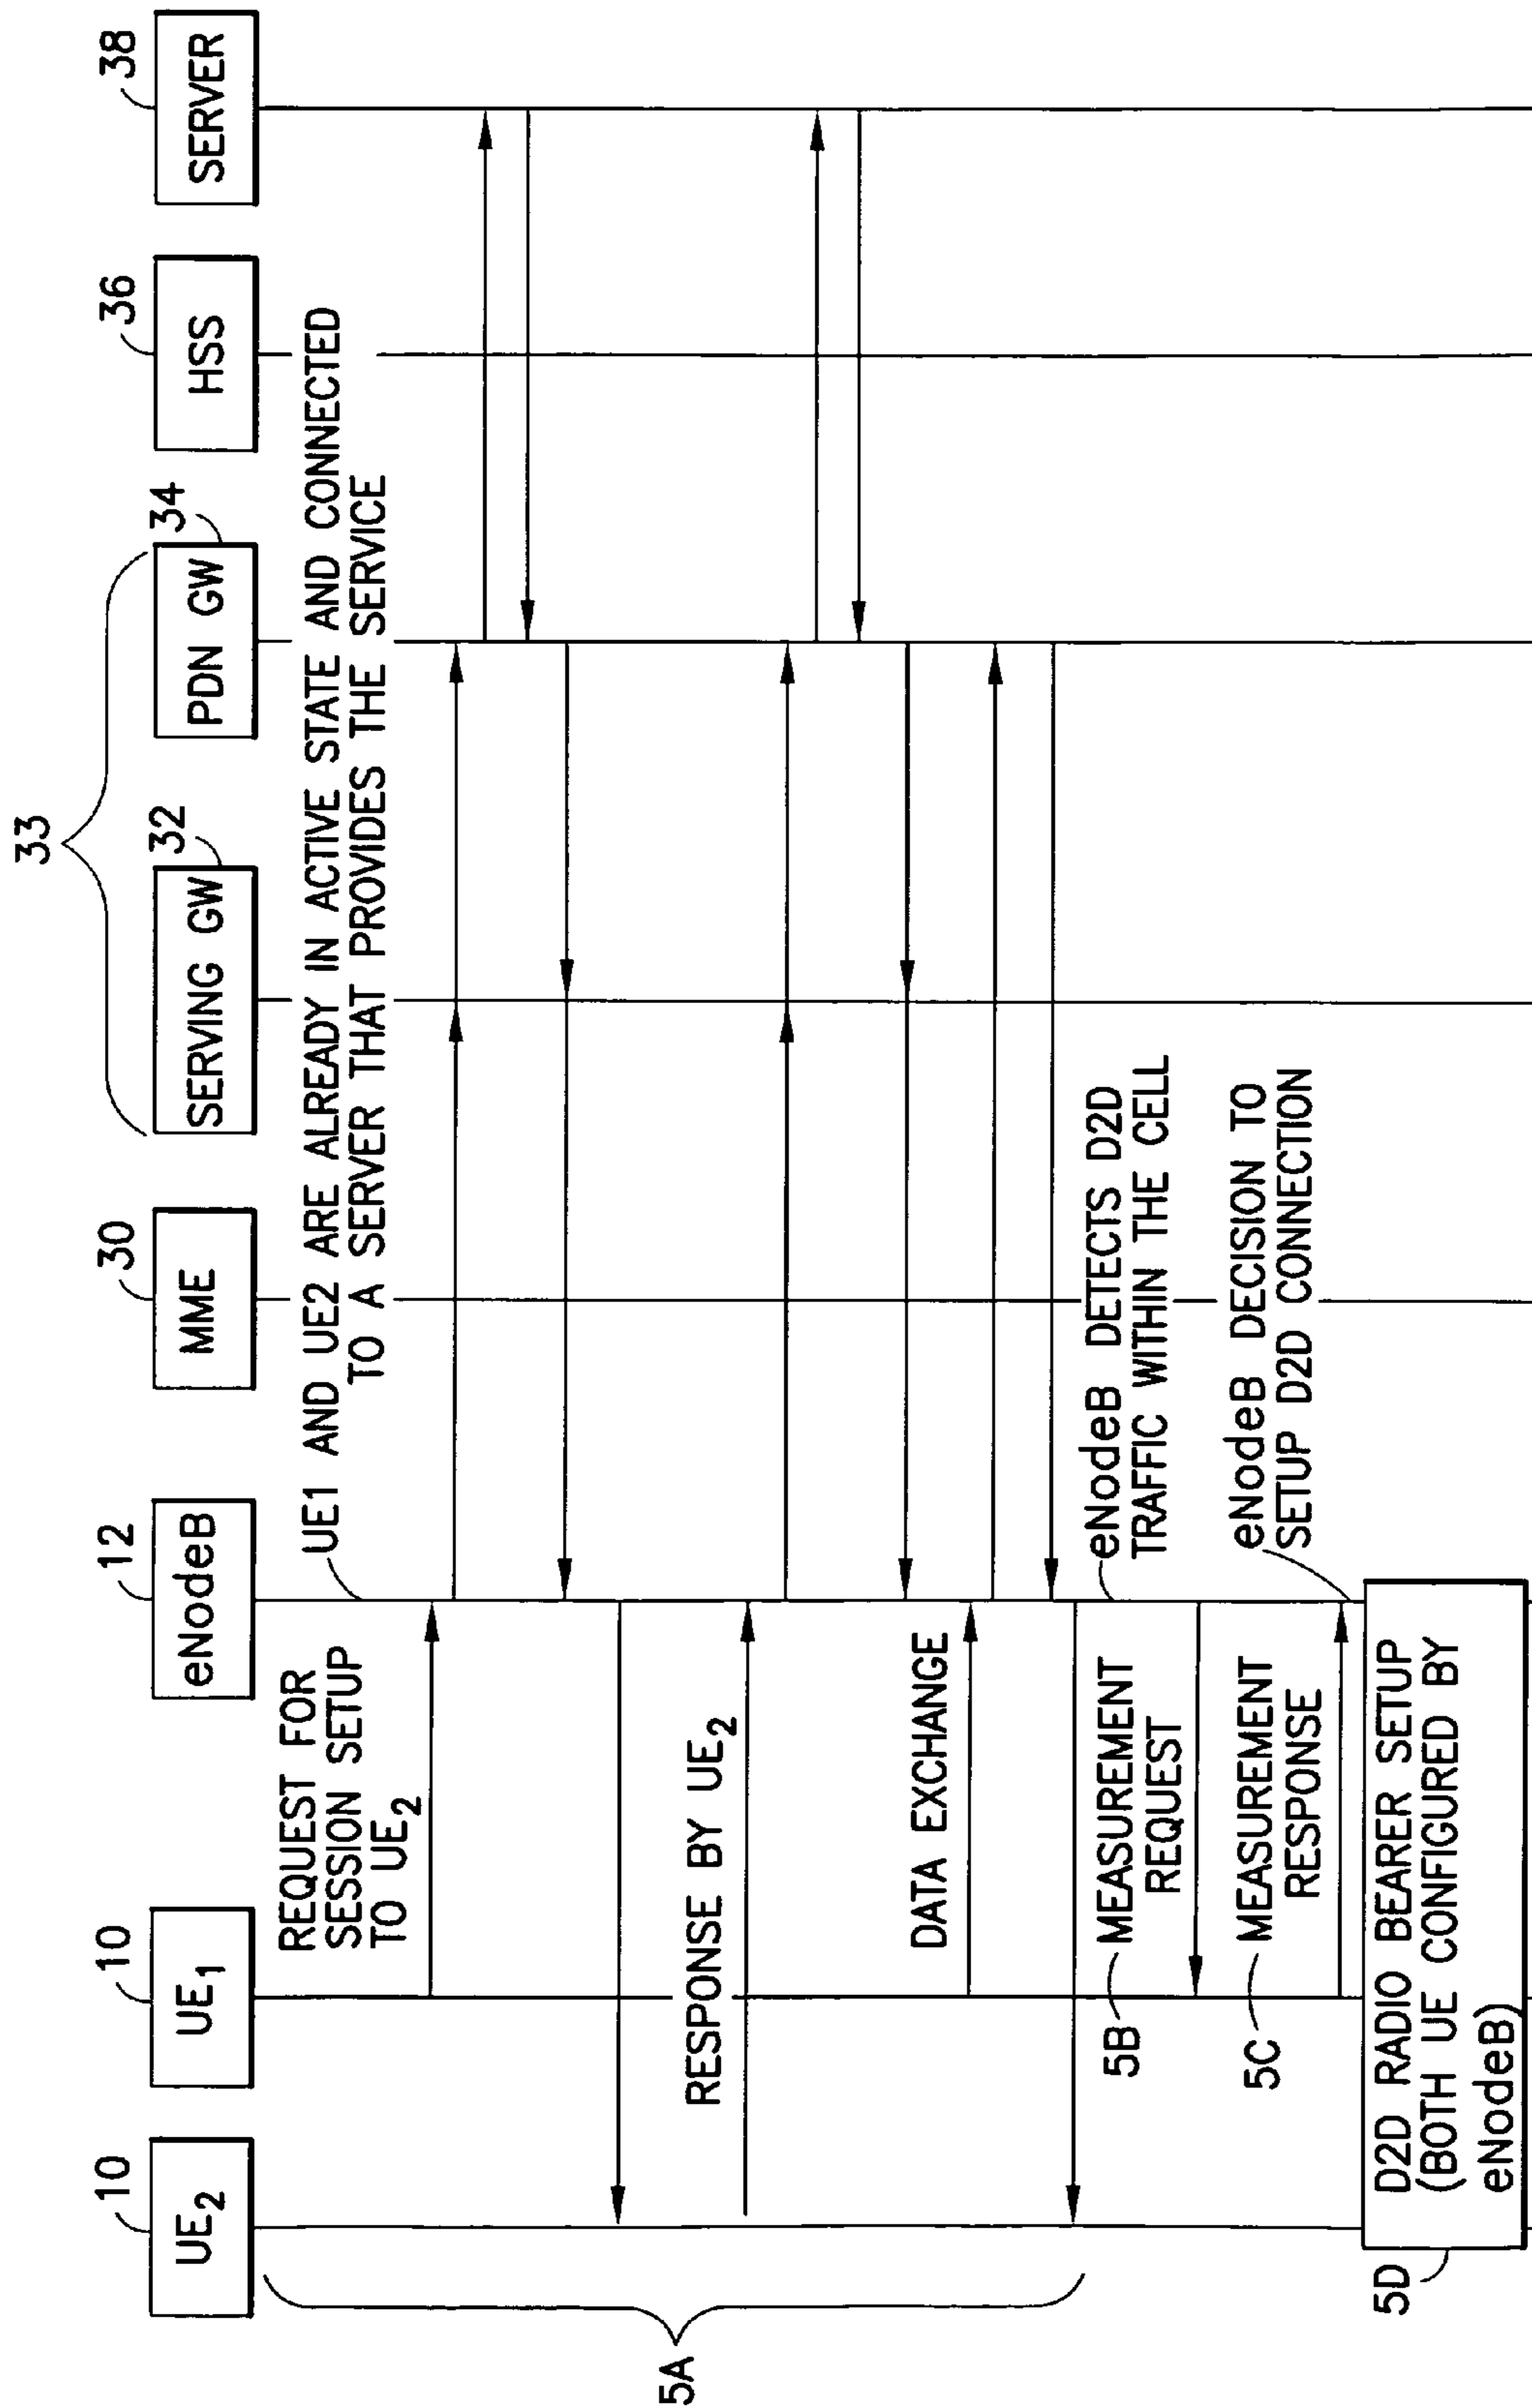 33
10
10
12
30
32
34
36
38
UE2
UE1
eNodeB
MME
SERVING GW
PDN GW
HSS
SERVER
REQUEST FOR
SESSION SETUP
TO UE2
UE1 AND UE2 ARE ALREADY IN ACTIVE STATE AND CONNECTED
TO A SERVER THAT PROVIDES THE SERVICE
5A
RESPONSE BY UE2
DATA EXCHANGE
5B
MEASUREMENT
REQUEST
eNodeB DETECTS D2D
TRAFFIC WITHIN THE CELL
5C
MEASUREMENT
RESPONSE
eNodeB DECISION TO
SETUP D2D CONNECTION
5D
D2D RADIO BEARER SETUP
(BOTH UE CONFIGURED BY
eNodeB)